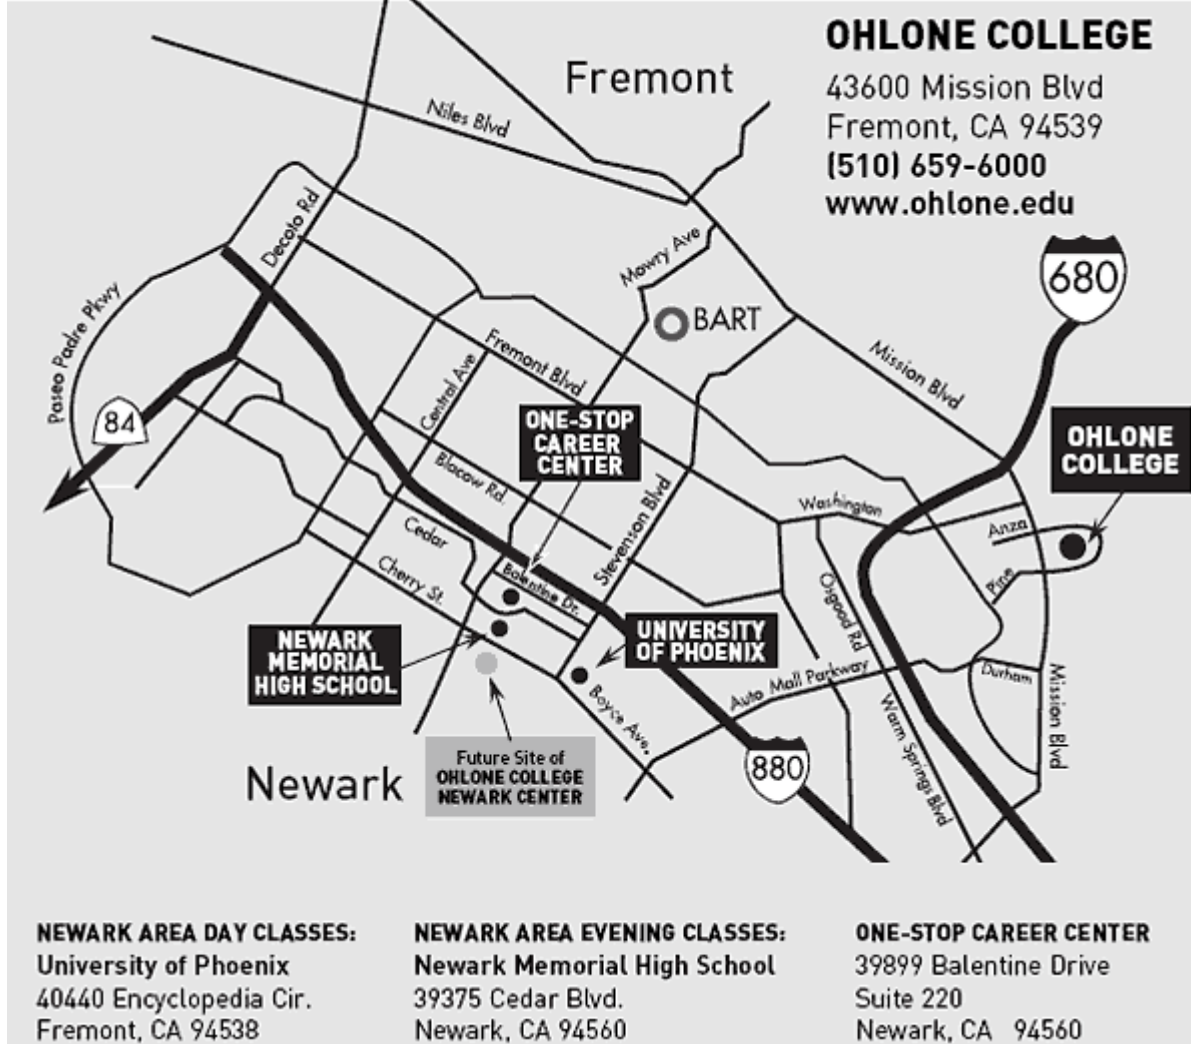 OHLONE COLLEGE
43600 Mission Blvd
Fremont, CA 94539
(510) 659-6000
www.ohlone.edu
Fremont
Niles Blvd
Decoto Rd
Mowry Ave
680
Paseo Padre Pkwy
BART
Fremont Blvd
Mission Blvd
Central Ave
84
ONE-STOP
CAREER
CENTER
OHLONE
COLLEGE
Blacow Rd.
Stevenson Blvd
Washington
Anza
Cedar
Cherry St.
Balentine Dr.
Pine
Osgood Rd
NEWARK
MEMORIAL
HIGH SCHOOL
UNIVERSITY
OF PHOENIX
Auto Mall Parkway
Durham
Mission Blvd
Boyce Ave.
Warm Springs Blvd
Newark
Future Site of
OHLONE COLLEGE
NEWARK CENTER
880
NEWARK AREA DAY CLASSES:
University of Phoenix
40440 Encyclopedia Cir.
Fremont, CA 94538
NEWARK AREA EVENING CLASSES:
Newark Memorial High School
39375 Cedar Blvd.
Newark, CA 94560
ONE-STOP CAREER CENTER
39899 Balentine Drive
Suite 220
Newark, CA 94560